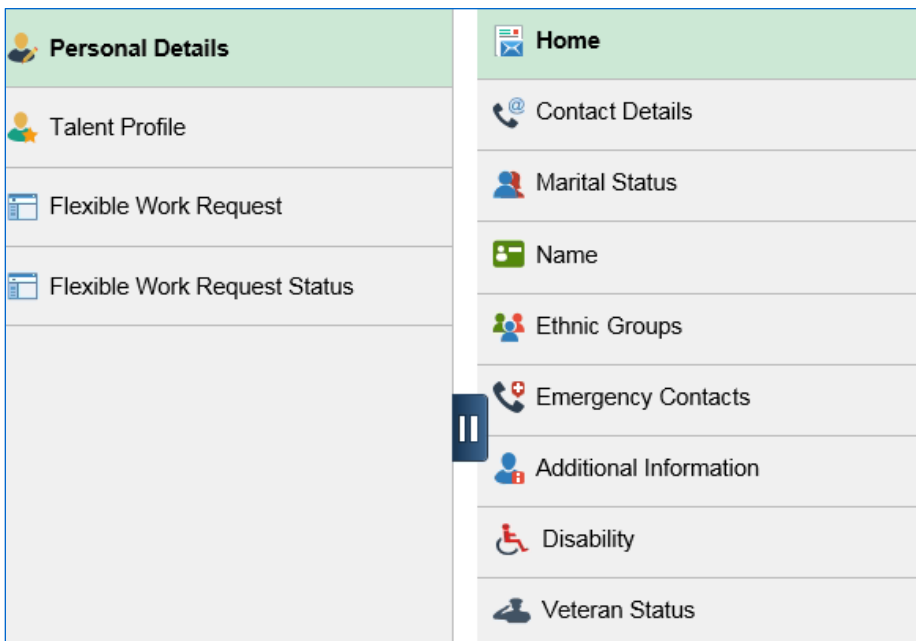 Personal Details
Talent Profile
Flexible Work Request
Flexible Work Request Status
Home
Contact Details
Marital Status
Name
Ethnic Groups
Emergency Contacts
Additional Information
Disability
Veteran Status